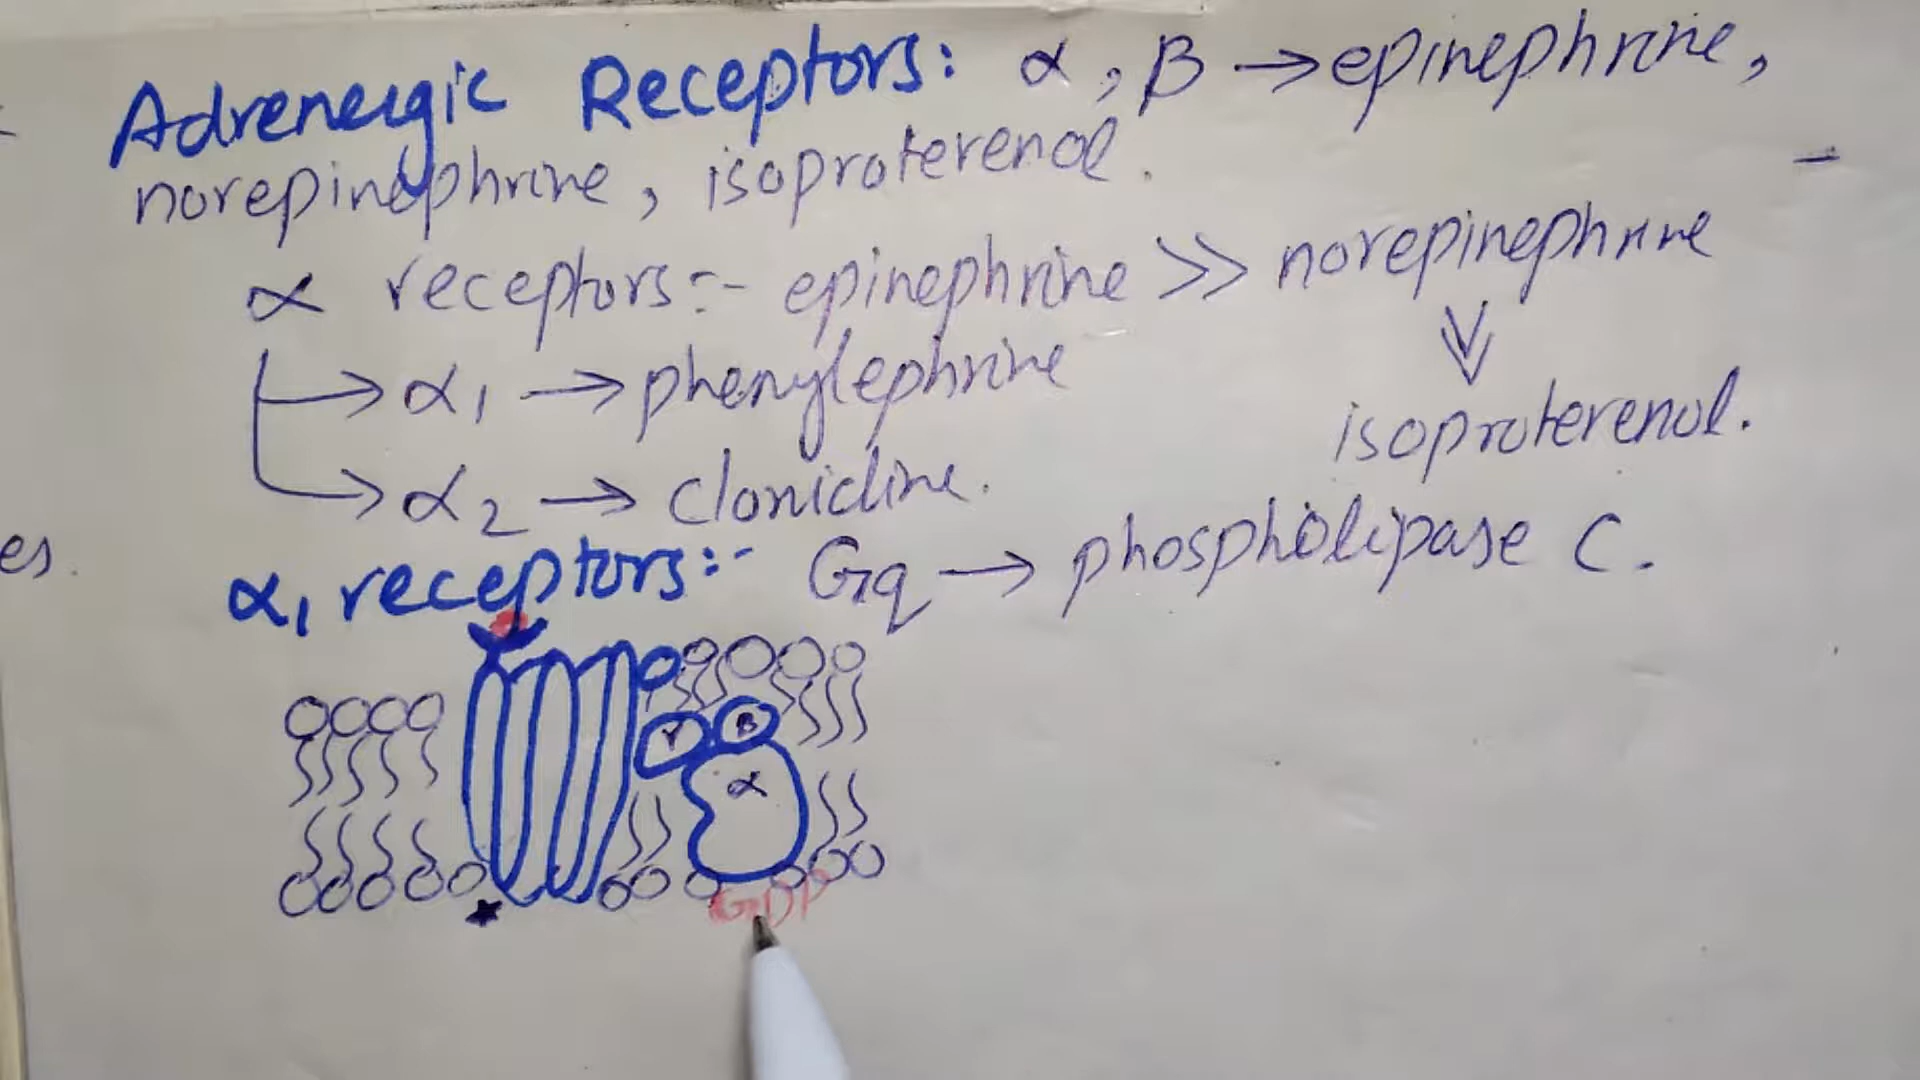 Adrenergic Receptors: α, β → epinephrine,
norepinephrine, isoproterenol.
α receptors:- epinephrine >> norepinephrine
>> isoproterenol.
→ α1 → phenylephrine
→ α2 → Clonidine.
es.
α1 receptors:- Gq → phospholipase C.
γ β
α
GDP